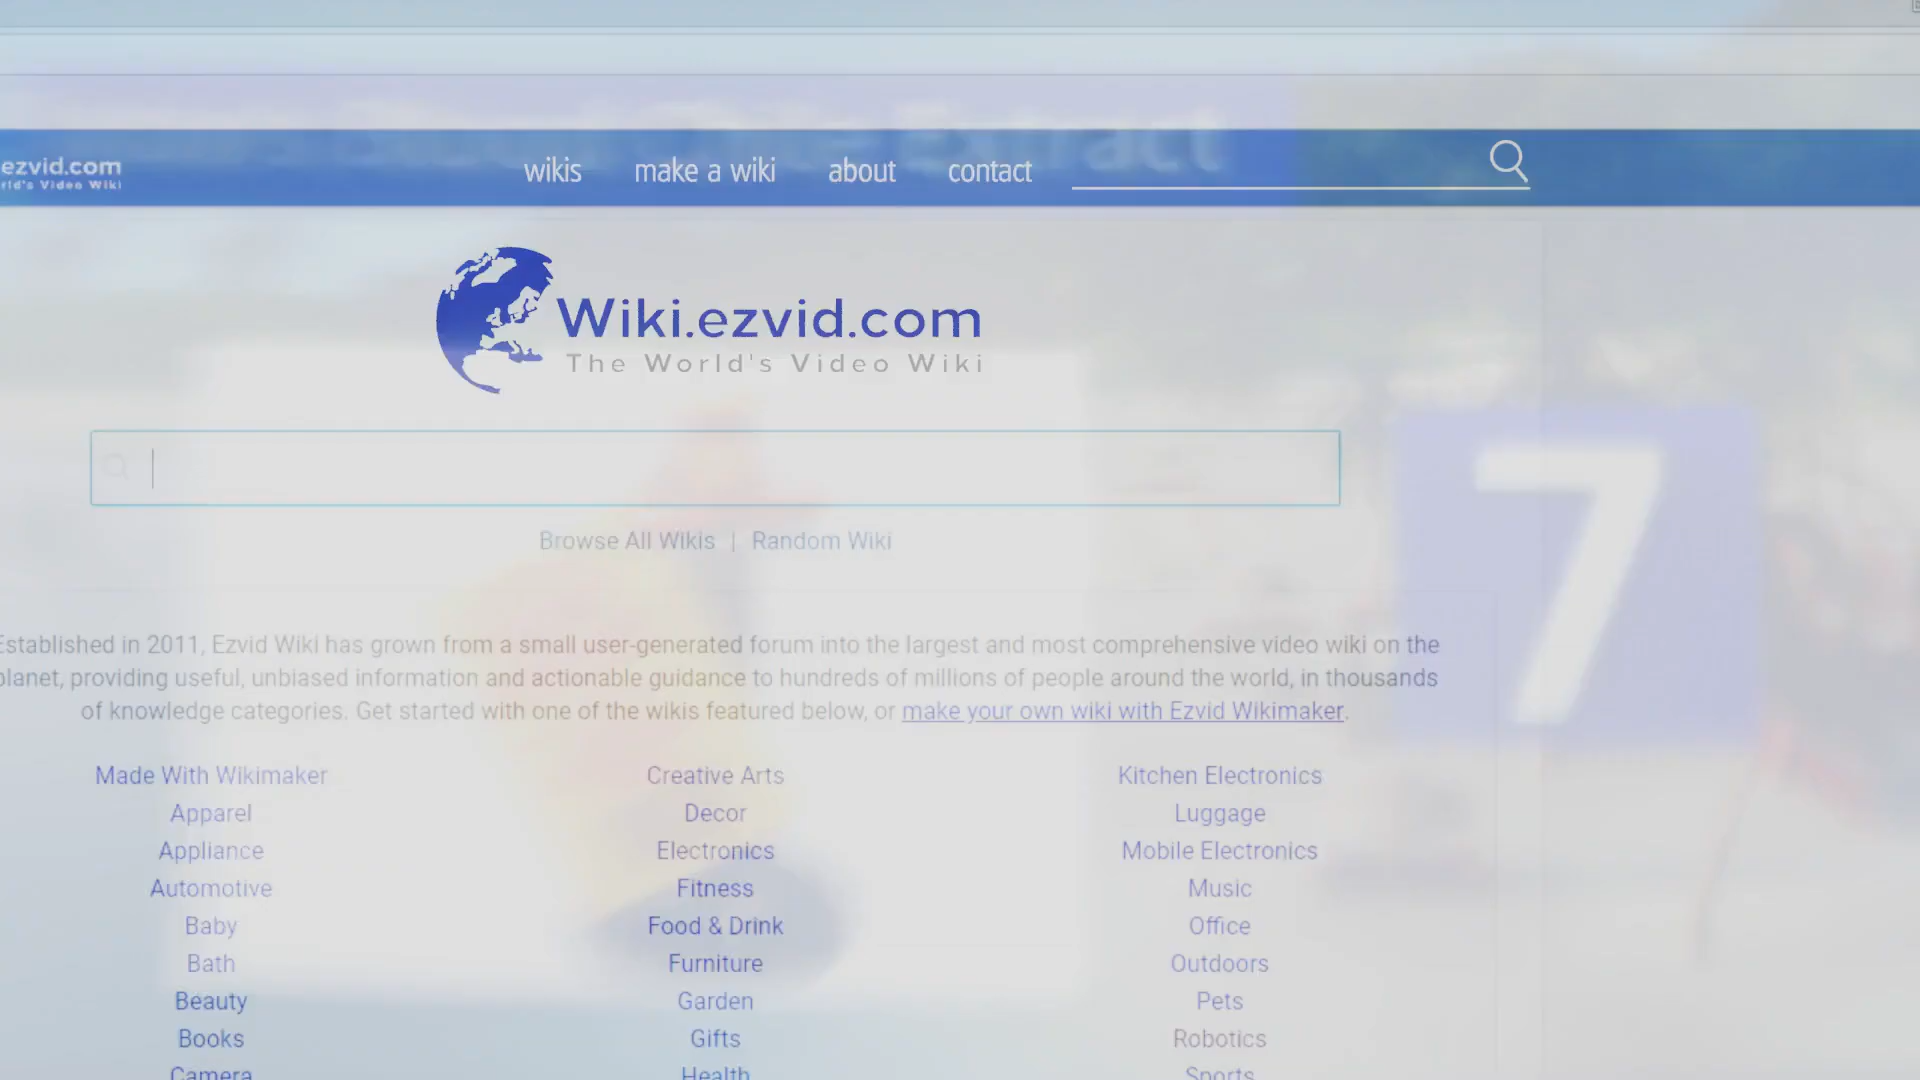 Extract
ezvid.com
rld's Video Wiki
wikis
make a wiki
about
contact
Wiki.ezvid.com
The World's Video Wiki
Browse All Wikis | Random Wiki
7
Established in 2011, Ezvid Wiki has grown from a small user-generated forum into the largest and most comprehensive video wiki on the
planet, providing useful, unbiased information and actionable guidance to hundreds of millions of people around the world, in thousands
of knowledge categories. Get started with one of the wikis featured below, or make your own wiki with Ezvid Wikimaker.
Made With Wikimaker
Apparel
Appliance
Automotive
Baby
Bath
Beauty
Books
Camera
Creative Arts
Decor
Electronics
Fitness
Food & Drink
Furniture
Garden
Gifts
Health
Kitchen Electronics
Luggage
Mobile Electronics
Music
Office
Outdoors
Pets
Robotics
Sports